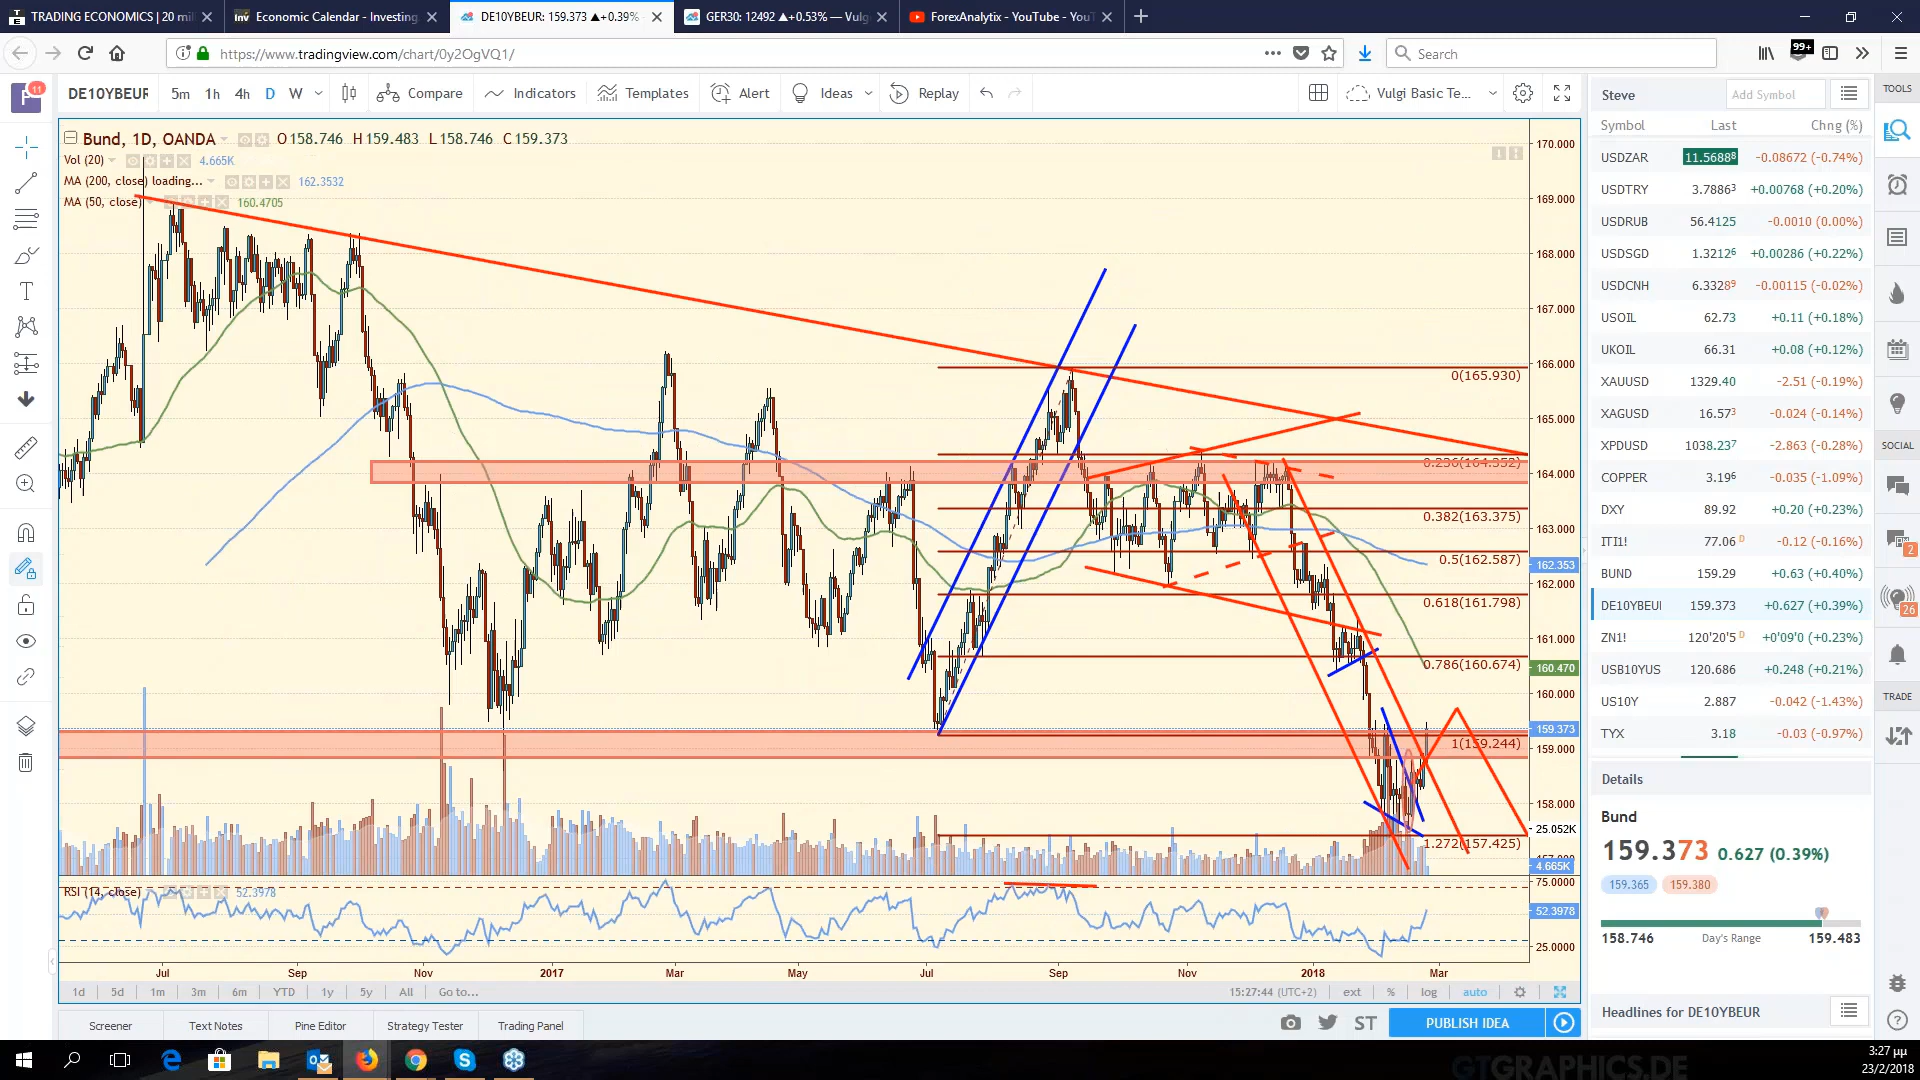 TRADING ECONOMICS | 20 mil
Economic Calendar - Investing
DE10YBEUR: 159.373 ▲+0.39%
GER30: 12492 ▲+0.53% — Vulg
ForexAnalytix - YouTube - YouT
https://www.tradingview.com/chart/0y2OgVQ1/
Search
99+
11
DE10YBEUR
5m
1h
4h
D
W
Compare
Indicators
Templates
Alert
Ideas
Replay
Vulgi Basic Te...
Bund, 1D, OANDA
O158.746 H159.483 L158.746 C159.373
Vol (20)
4.665K
MA (200, close) loading...
162.3532
MA (50, close)
160.4705
0(165.930)
0.236(164.352)
0.382(163.375)
0.5(162.587)
0.618(161.798)
0.786(160.674)
1(159.244)
1.272(157.425)
170.000
169.000
168.000
167.000
166.000
165.000
164.000
163.000
162.353
162.000
161.000
160.470
160.000
159.373
159.000
158.000
25.052K
4.665K
RSI (14, close)
52.3978
75.0000
52.3978
25.0000
Jul
Sep
Nov
2017
Mar
May
Jul
Sep
Nov
2018
Mar
1d
5d
1m
3m
6m
YTD
1y
5y
All
Go to...
15:27:44 (UTC+2)
ext
%
log
auto
Screener
Text Notes
Pine Editor
Strategy Tester
Trading Panel
ST
PUBLISH IDEA
Steve
Add Symbol
Symbol Last Chng (%)
USDZAR 11.56888 -0.08672 (-0.74%)
USDTRY 3.78863 +0.00768 (+0.20%)
USDRUB 56.4125 -0.0010 (0.00%)
USDSGD 1.32126 +0.00286 (+0.22%)
USDCNH 6.33289 -0.00115 (-0.02%)
USOIL 62.73 +0.11 (+0.18%)
UKOIL 66.31 +0.08 (+0.12%)
XAUUSD 1329.40 -2.51 (-0.19%)
XAGUSD 16.573 -0.024 (-0.14%)
XPDUSD 1038.237 -2.863 (-0.28%)
COPPER 3.196 -0.035 (-1.09%)
DXY 89.92 +0.20 (+0.23%)
ITI1! 77.06 D -0.12 (-0.16%)
BUND 159.29 +0.63 (+0.40%)
DE10YBEU 159.373 +0.627 (+0.39%)
ZN1! 120'20'5 D +0'09'0 (+0.23%)
USB10YUS 120.686 +0.248 (+0.21%)
US10Y 2.887 -0.042 (-1.43%)
TYX 3.18 -0.03 (-0.97%)
Details
Bund
159.373 0.627 (0.39%)
159.365
159.380
158.746
Day's Range
159.483
Headlines for DE10YBEUR
TOOLS
SOCIAL
2
26
TRADE
GTGRAPHICS.DE
3:27 μμ
23/2/2018